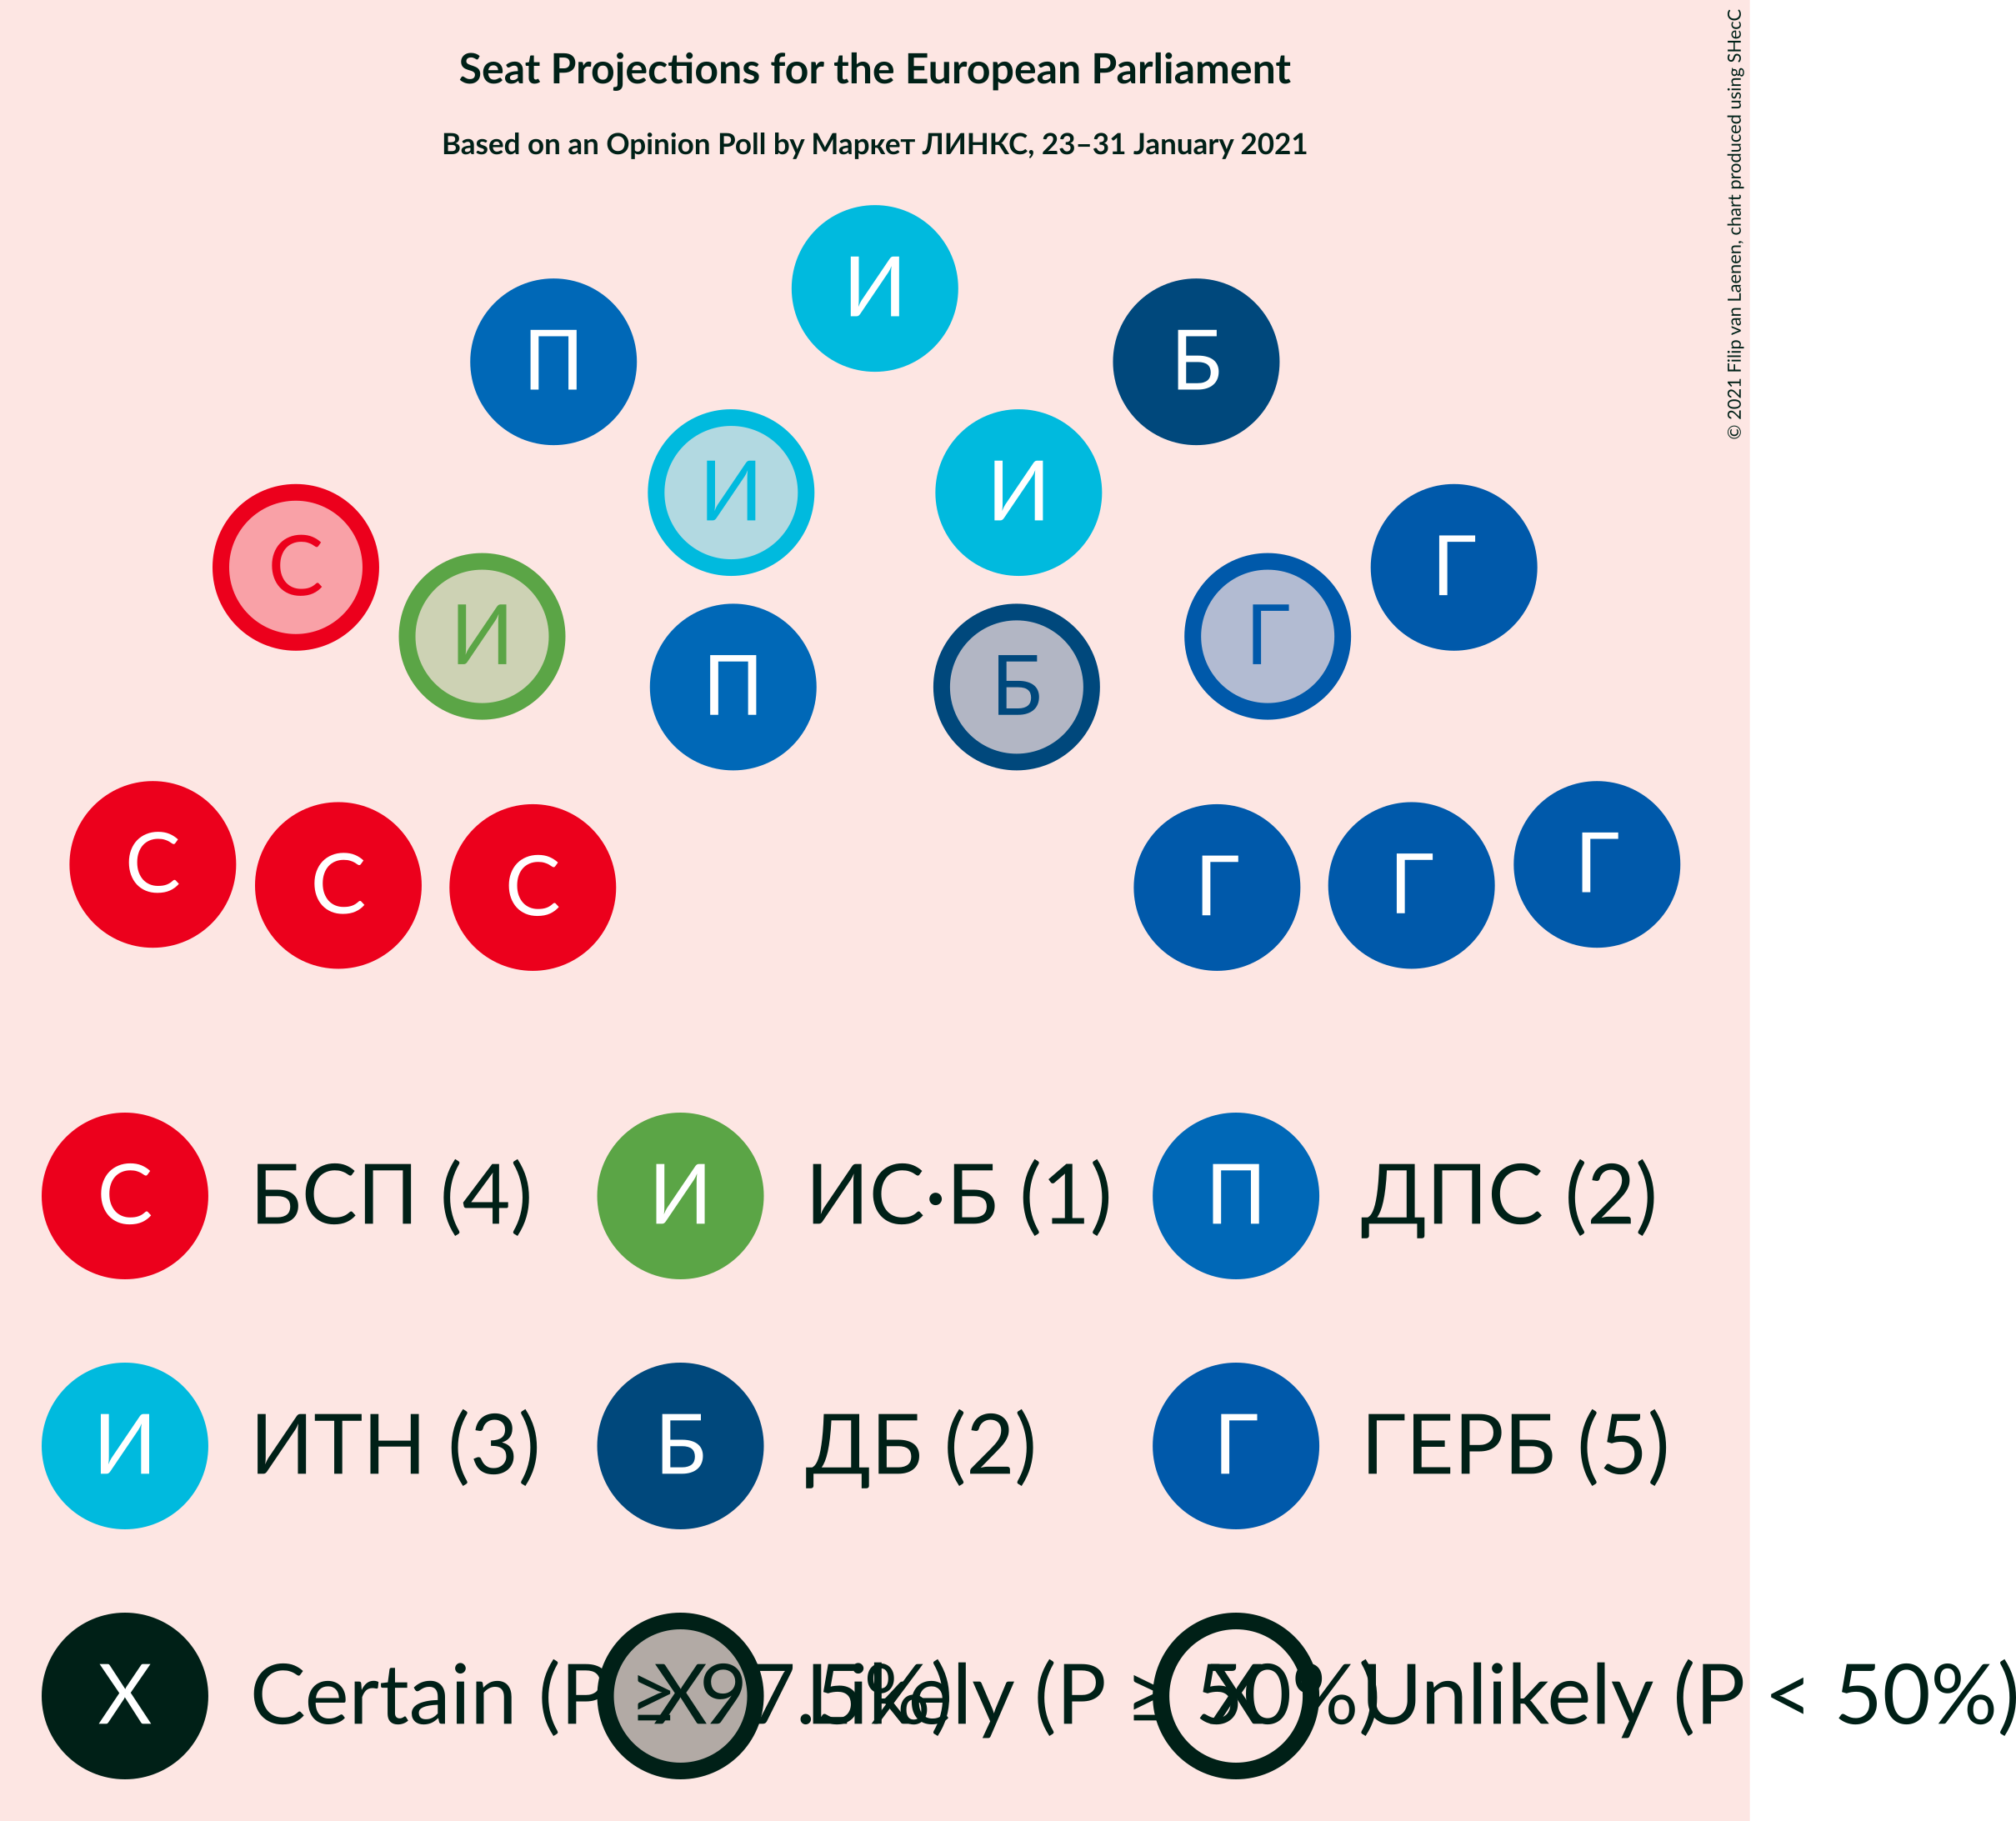 Seat Projections for the European Parliament
Based on an Opinion Poll by Маркет ЛИНКС, 23–31 January 2021
© 2021 Filip van Laenen, chart produced using SHecC
И
П Б
И И
С Г
И Г
П Б
С С С Г Г Г
С БСП (4) И ИС•Б (1) П ДПС (2)
И ИТН (3) Б ДБ (2) Г ГЕРБ (5)
X Certain (P ≥ 97.5%) X Likely (P ≥ 50%) X Unlikely (P < 50%)